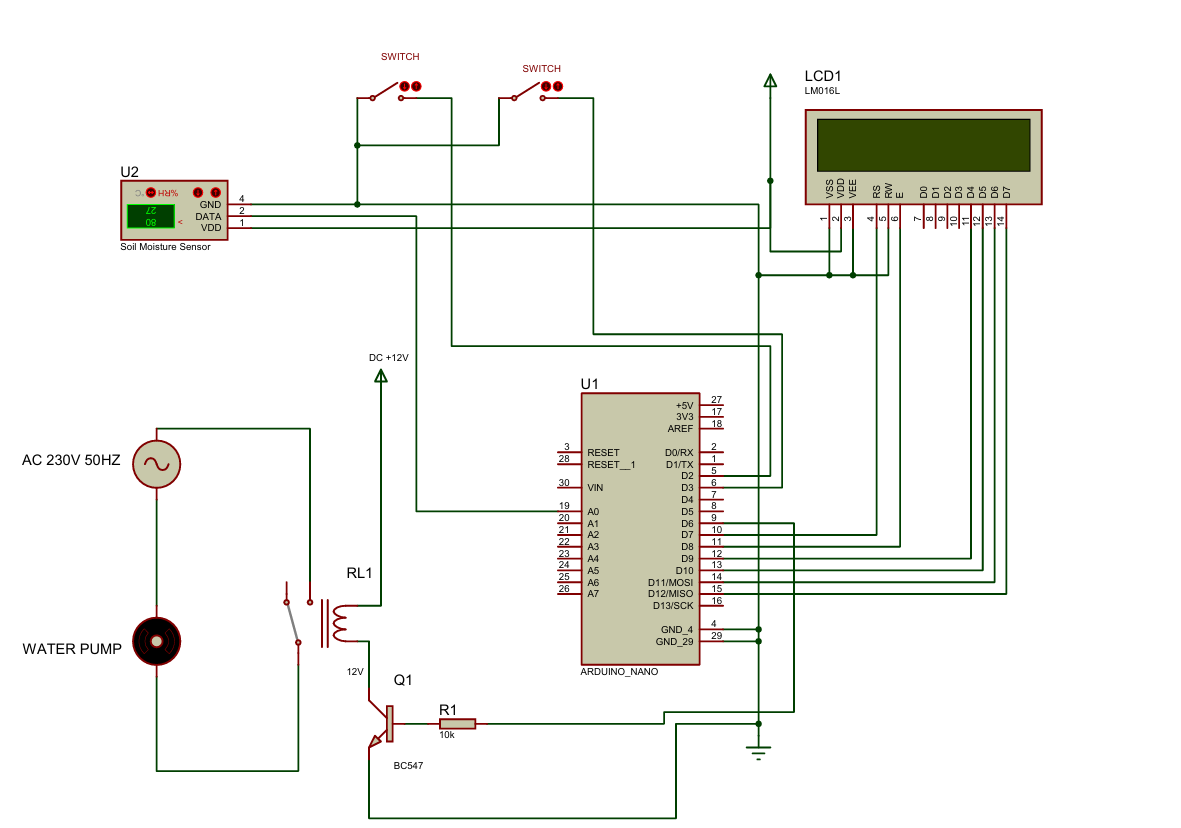 SWITCH
SWITCH
LCD1
LM016L
VSS
VDD
VEE
RS
RW
E
D0
D1
D2
D3
D4
D5
D6
D7
1
2
3
4
5
6
7
8
9
10
11
12
13
14
U2
%RH
°C
27
80
>
GND 4
DATA 2
VDD 1
Soil Moisture Sensor
DC +12V
U1
+5V 27
3V3 17
AREF 18
3 RESET D0/RX 2
28 RESET__1 D1/TX 1
D2 5
30 VIN D3 6
D4 7
19 A0 D5 8
20 A1 D6 9
21 A2 D7 10
22 A3 D8 11
23 A4 D9 12
24 A5 D10 13
25 A6 D11/MOSI 14
26 A7 D12/MISO 15
D13/SCK 16
GND_4 4
GND_29 29
ARDUINO_NANO
AC 230V 50HZ
RL1
WATER PUMP
12V
Q1
R1
10k
BC547